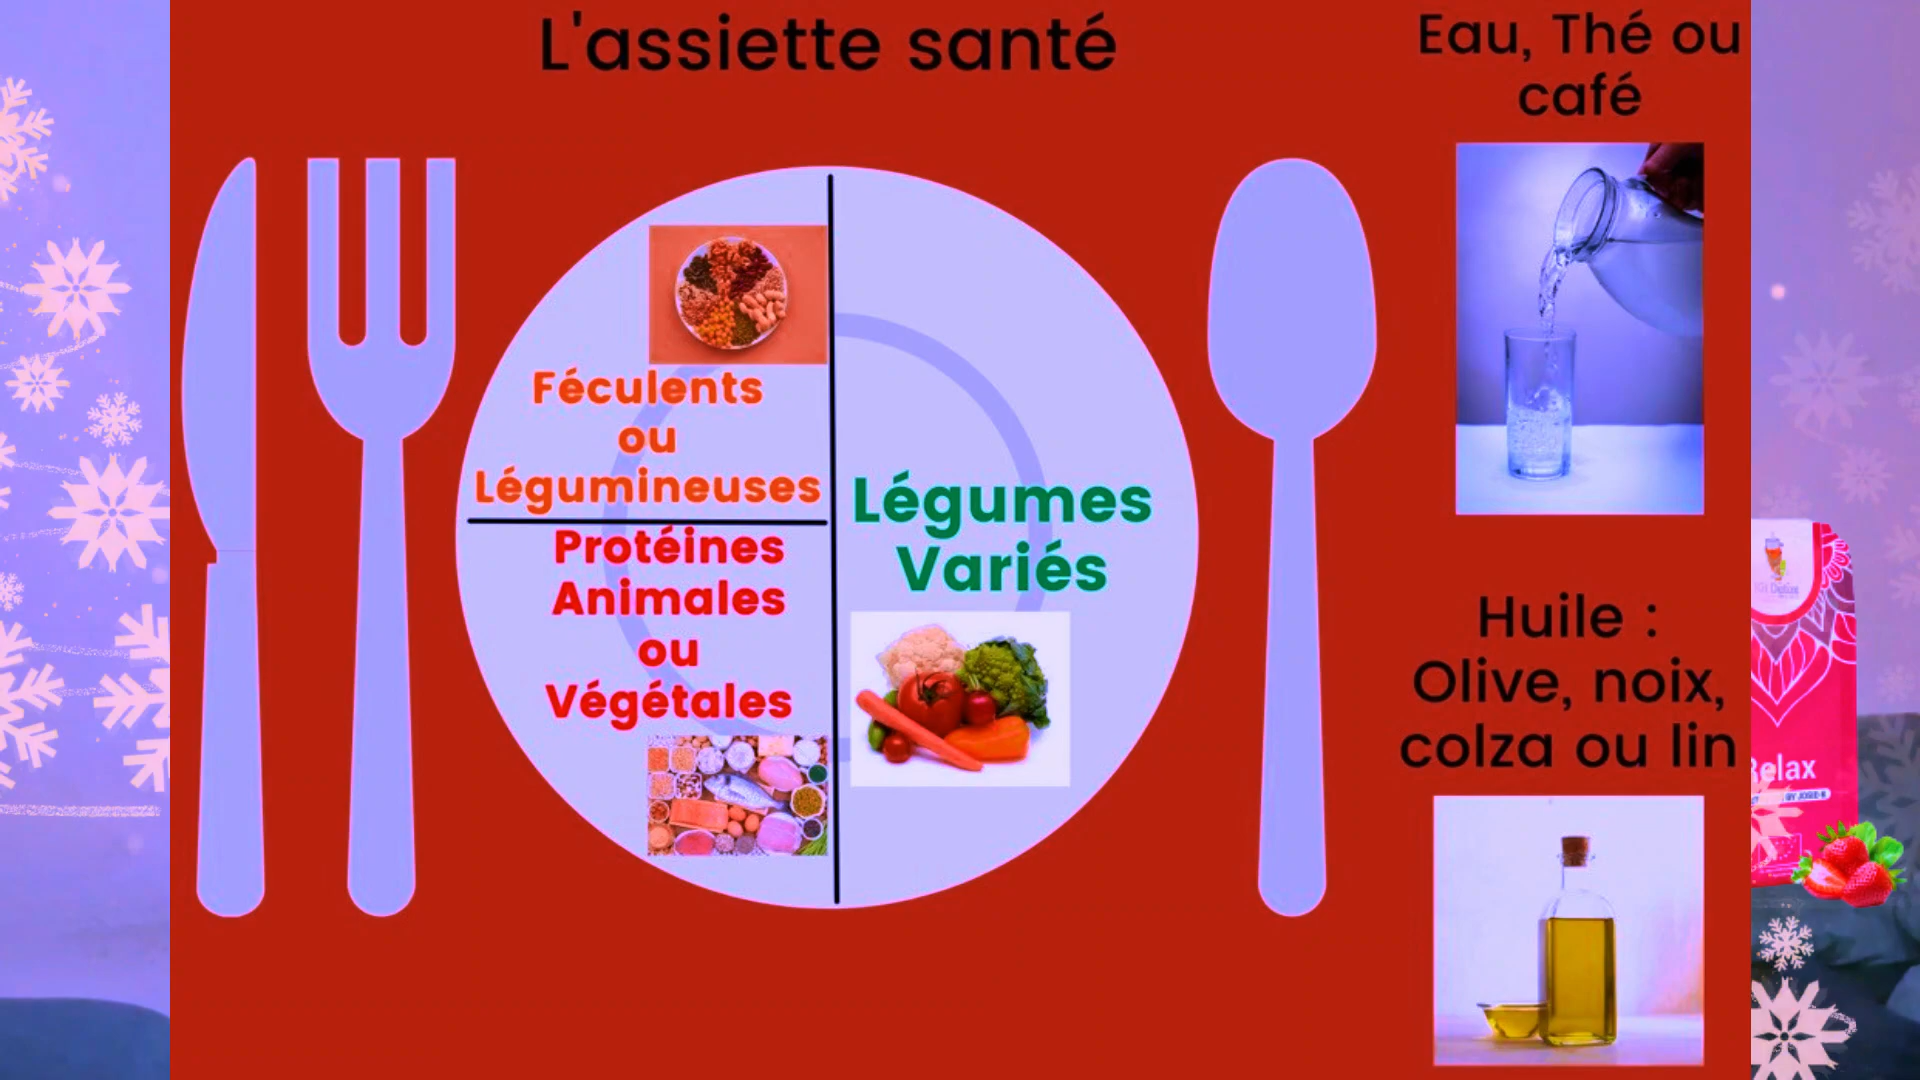 L'assiette santé
Eau, Thé ou
café
Féculents
ou
Légumineuses
Protéines
Animales
ou
Végétales
Légumes
Variés
Huile :
Olive, noix,
colza ou lin
Relax